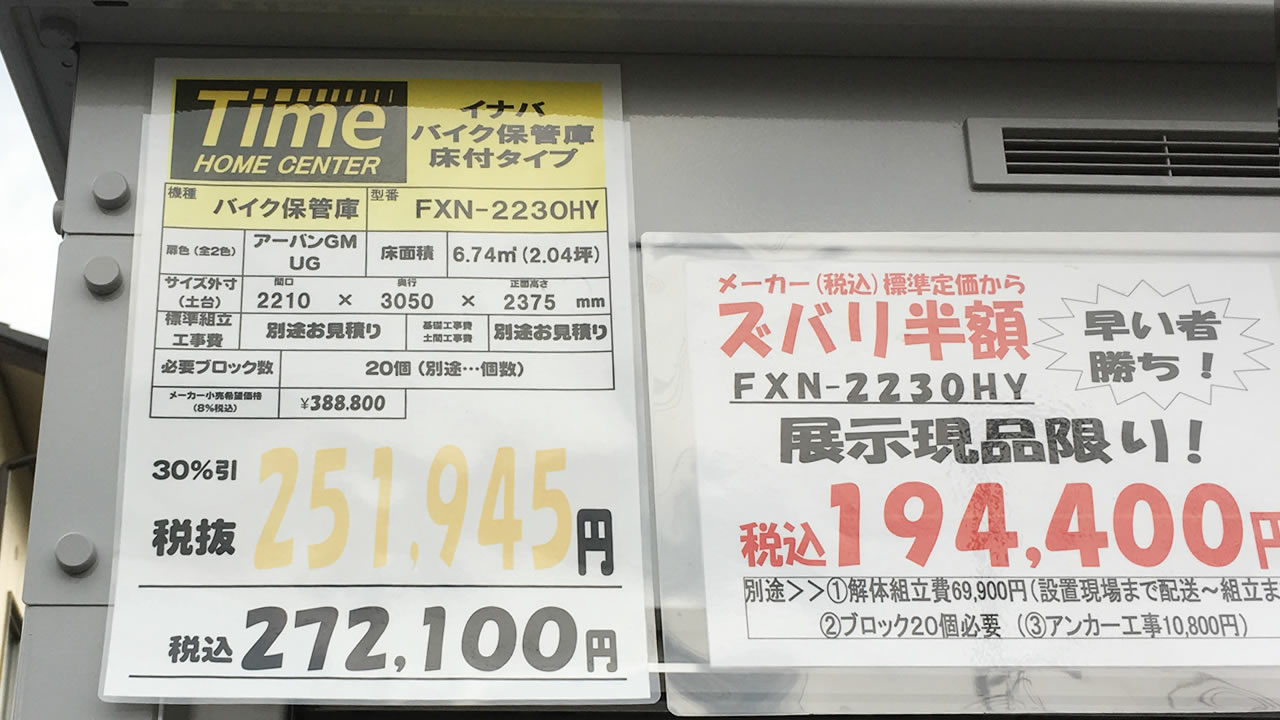 Time
HOME CENTER
イナバ
バイク保管庫
床付タイプ
機種 バイク保管庫 型番 FXN-2230HY
扉色(全2色) アーバンGM UG 床面積 6.74㎡(2.04坪)
サイズ外寸(土台) 間口 2210 × 奥行 3050 × 正面高さ 2375 mm
標準組立工事費 別途お見積り 基礎工事費 土間工事費 別途お見積り
必要ブロック数 20個(別途…個数)
メーカー小売希望価格(8%税込) ¥388.800
30%引
税抜 251,945円
税込 272,100円
メーカー(税込)標準定価から
ズバリ半額
早い者
勝ち!
FXN-2230HY
展示現品限り!
税込194,400円
別途>>①解体組立費69,900円(設置現場まで配送~組立ま
②ブロック20個必要 (③アンカー工事10,800円)